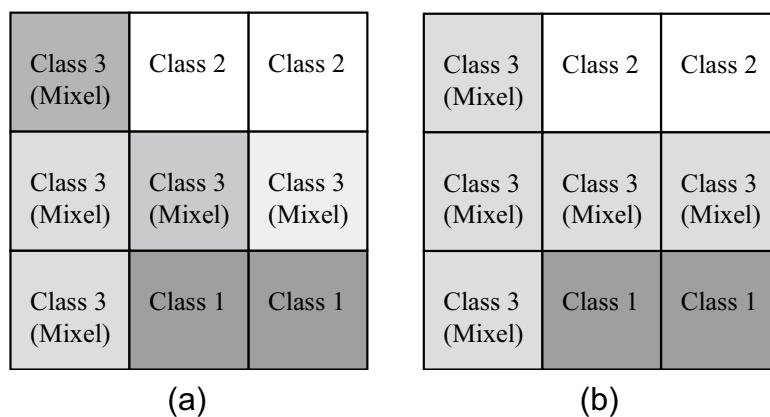 Class 3 Class 2 Class 2
(Mixel)
Class 3 Class 3 Class 3
(Mixel) (Mixel) (Mixel)
Class 3 Class 1 Class 1
(Mixel)
(a)
Class 3 Class 2 Class 2
(Mixel)
Class 3 Class 3 Class 3
(Mixel) (Mixel) (Mixel)
Class 3 Class 1 Class 1
(Mixel)
(b)